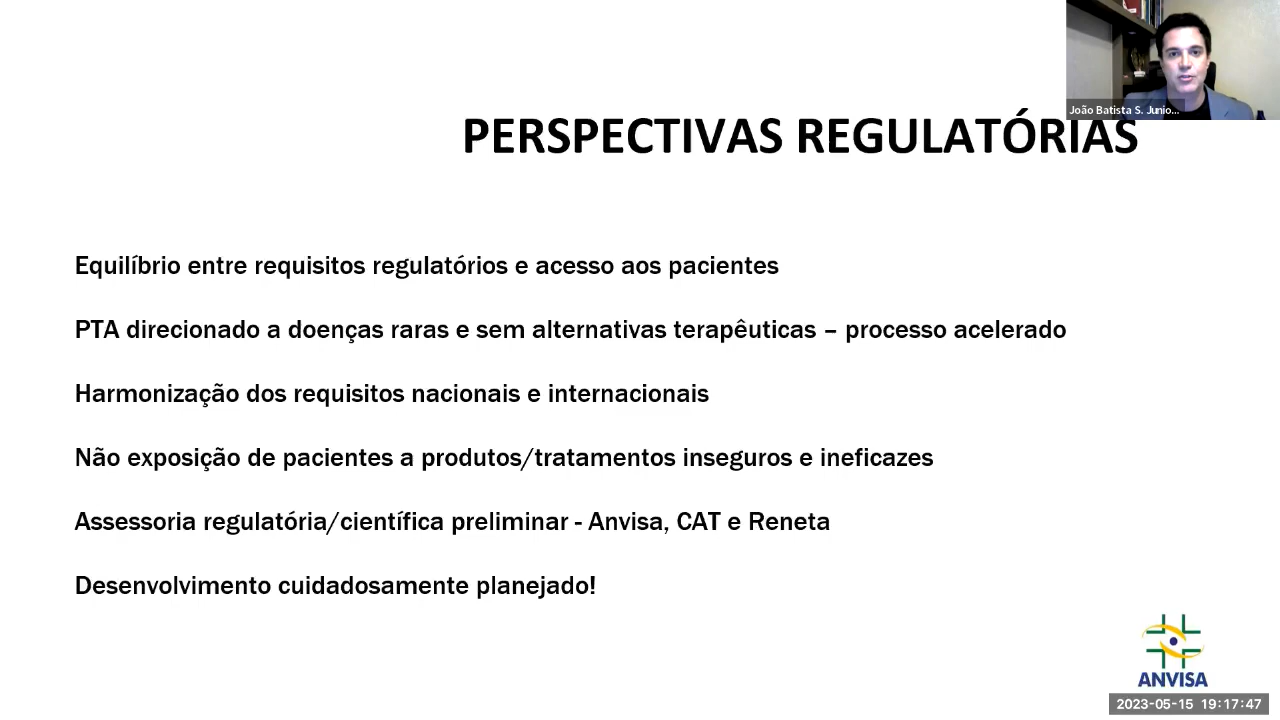 João Batista S. Junio...
PERSPECTIVAS REGULATÓRIAS
Equilíbrio entre requisitos regulatórios e acesso aos pacientes
PTA direcionado a doenças raras e sem alternativas terapêuticas – processo acelerado
Harmonização dos requisitos nacionais e internacionais
Não exposição de pacientes a produtos/tratamentos inseguros e ineficazes
Assessoria regulatória/científica preliminar - Anvisa, CAT e Reneta
Desenvolvimento cuidadosamente planejado!
ANVISA
2023-05-15 19:17:47